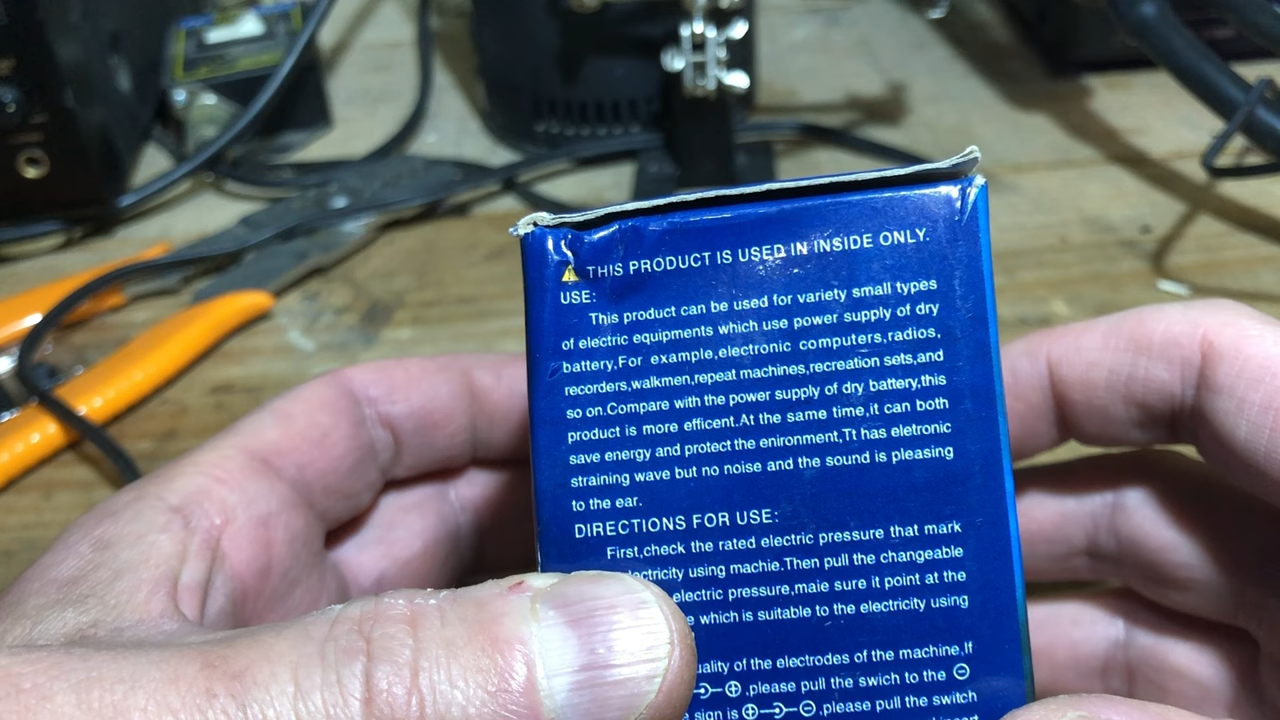 THIS PRODUCT IS USED IN INSIDE ONLY.
USE:
This product can be used for variety small types
of electric equipments which use power supply of dry
battery,For example,electronic computers,radios,
recorders,walkmen,repeat machines,recreation sets,and
so on.Compare with the power supply of dry battery,this
product is more efficent.At the same time,it can both
save energy and protect the enironment,Tt has eletronic
straining wave but no noise and the sound is pleasing
to the ear.
DIRECTIONS FOR USE:
First,check the rated electric pressure that mark
using machie.Then pull the changeable
electric pressure,maie sure it point at the
which is suitable to the electricity using
of the electrodes of the machine,If
,please pull the swich to the ⊖
sign is ⊕⊖,please pull the switch